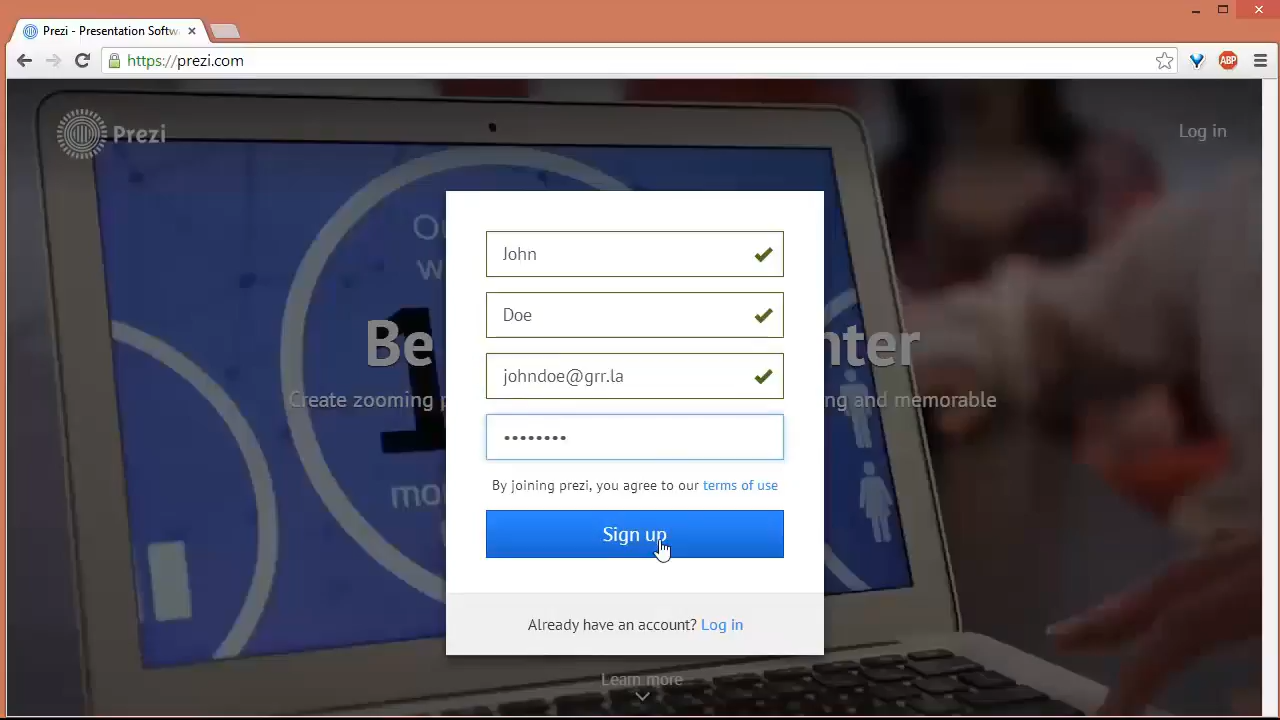 Prezi - Presentation Softw
https://prezi.com
ABP
Prezi
Log in
John
Doe
johndoe@grr.la
••••••••
By joining prezi, you agree to our terms of use
Sign up
Already have an account? Log in
Create zooming
ing and memorable
Learn more